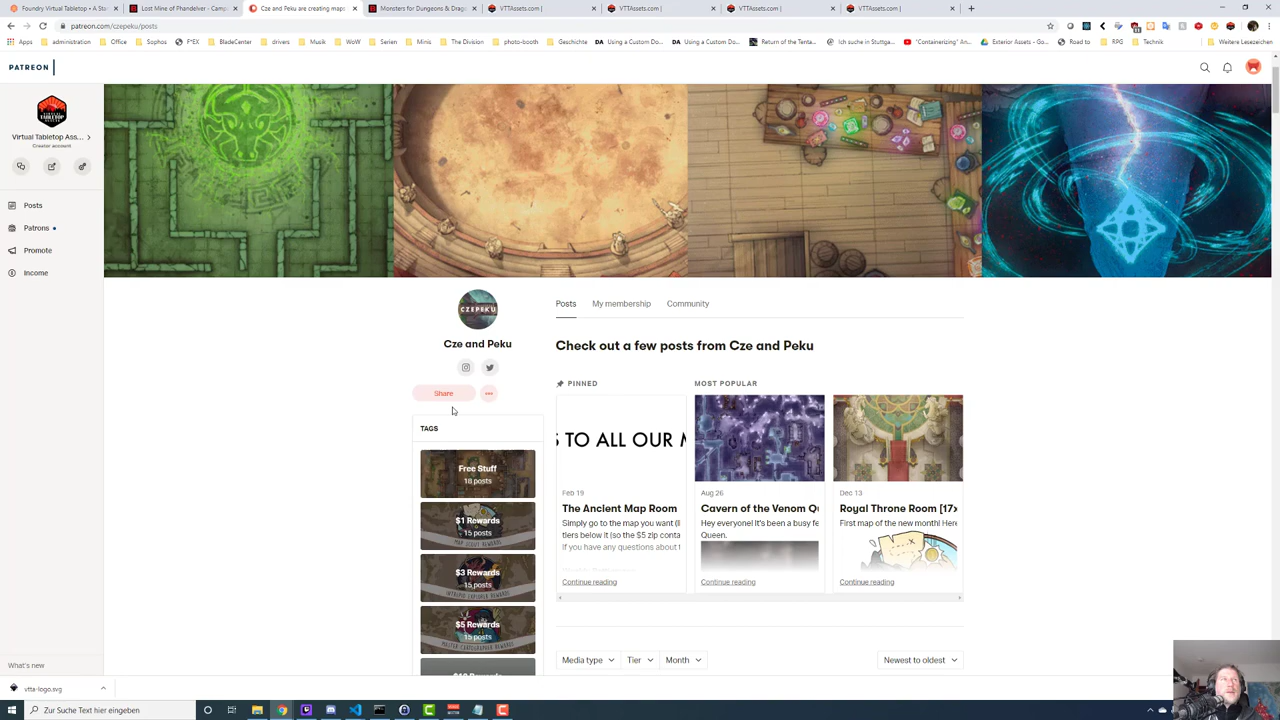 Foundry Virtual Tabletop - A Sta
Lost Mine of Phandelver - Camp
Cze and Peku are creating maps
Monsters for Dungeons & Drag
VTTAssets.com |
VTTAssets.com |
VTTAssets.com |
VTTAssets.com |
patreon.com/czepeku/posts
Apps
administration
Office
Sophos
F*EX
BladeCenter
drivers
Musik
WoW
Serien
Minis
The Division
photo-booth
Geschichte
DA Using a Custom Do...
DA Using a Custom Do...
Return of the Tenta...
Ich suche in Stuttga...
"Containerizing" An...
Exterior Assets - Go...
Road to
RPG
Technik
Weitere Lesezeichen
PATREON
Virtual Tabletop Ass...
Creator account
Posts
Patrons
Promote
Income
CZEPEKU
Cze and Peku
Share
Posts
My membership
Community
Check out a few posts from Cze and Peku
PINNED
MOST POPULAR
S TO ALL OUR M
Feb 19
The Ancient Map Room
Simply go to the map you want (i
tiers below it (so the $5 zip conta
If you have any questions about t
Continue reading
Aug 26
Cavern of the Venom Qu
Hey everyone! It's been a busy fe
Queen.
Continue reading
Dec 13
Royal Throne Room [17x
First map of the new month! Here
Continue reading
TAGS
Free Stuff
18 posts
$1 Rewards
15 posts
$3 Rewards
15 posts
$5 Rewards
15 posts
Media type
Tier
Month
Newest to oldest
What's new
vtta-logo.svg
Zur Suche Text hier eingeben